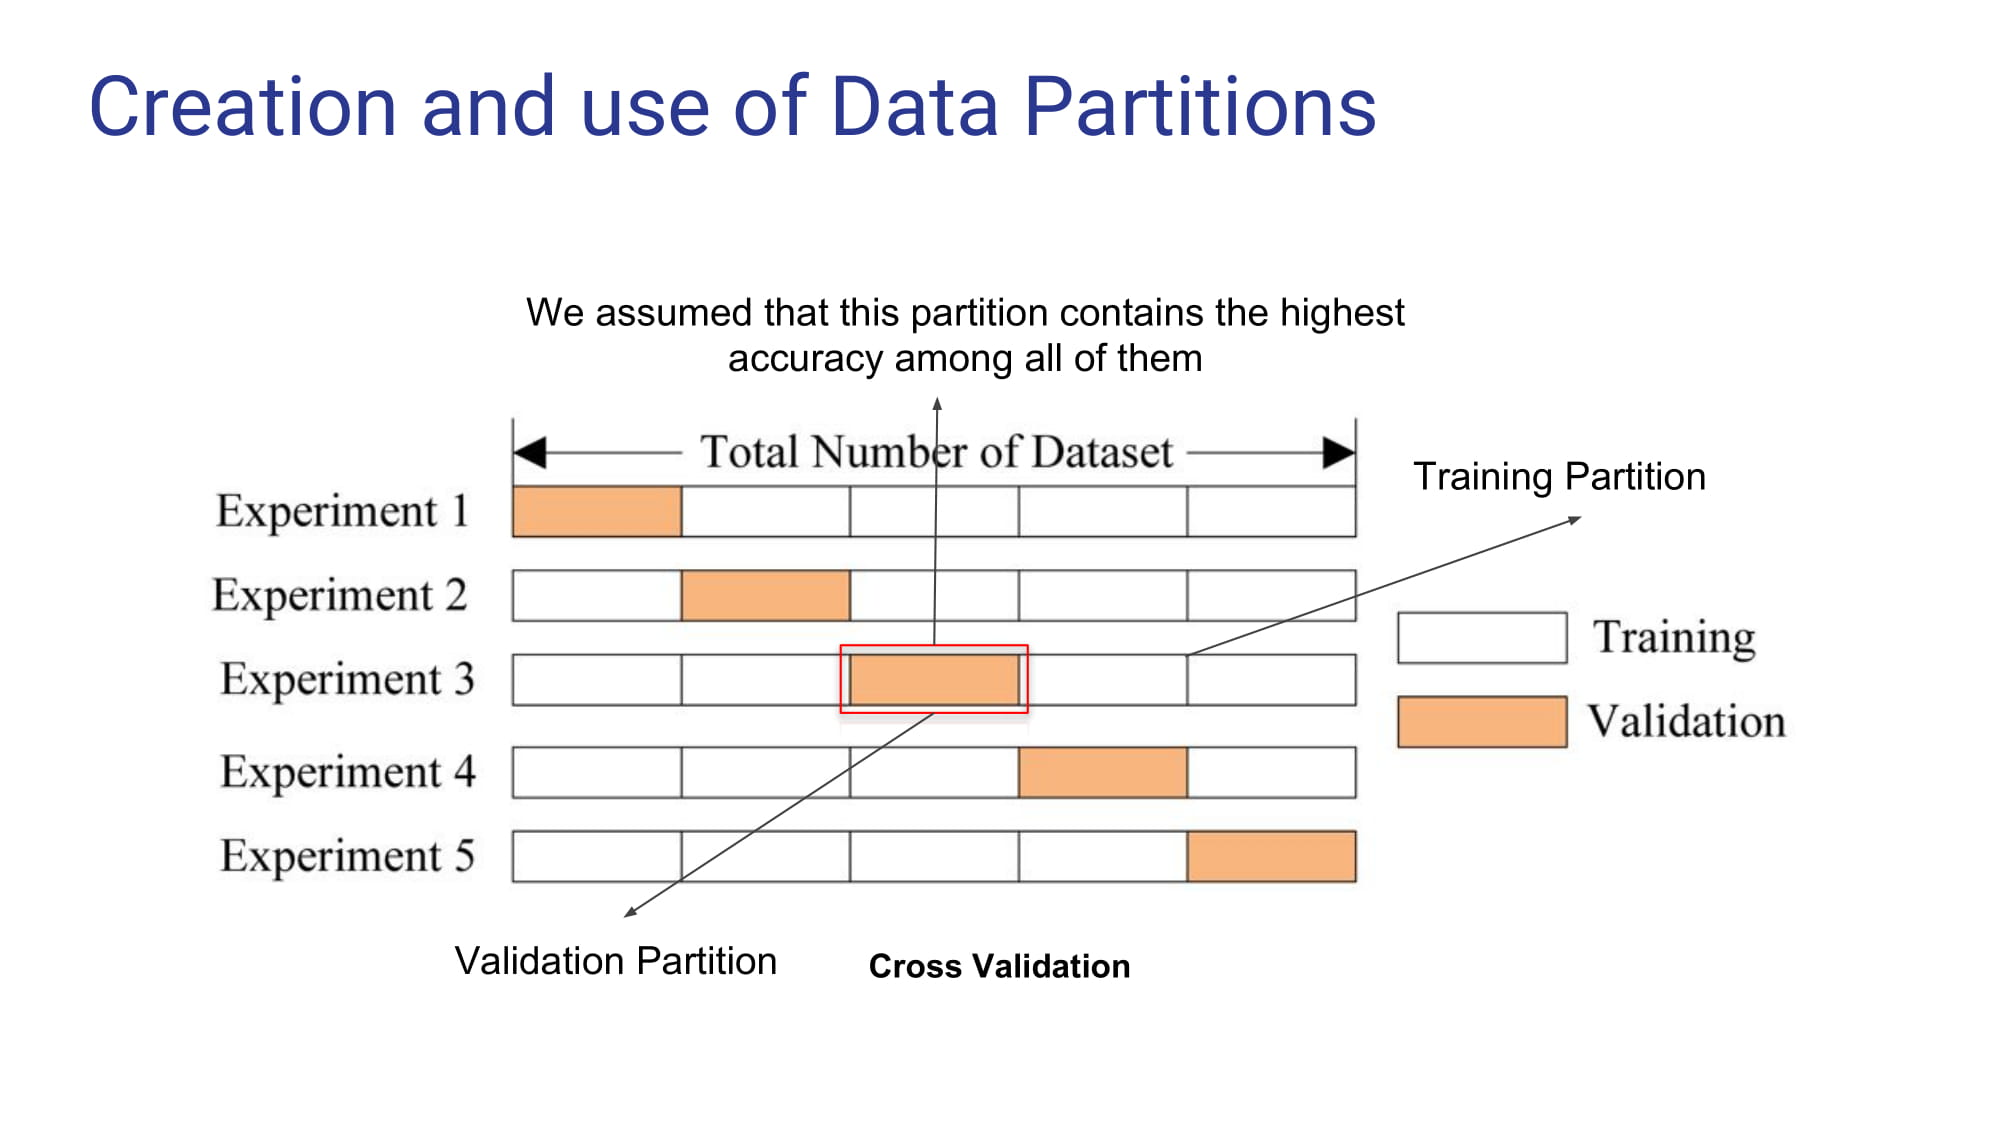 Creation and use of Data Partitions
We assumed that this partition contains the highest
accuracy among all of them
Total Number of Dataset
Training Partition
Experiment 1
Experiment 2
Experiment 3
Experiment 4
Experiment 5
Training
Validation
Validation Partition
Cross Validation